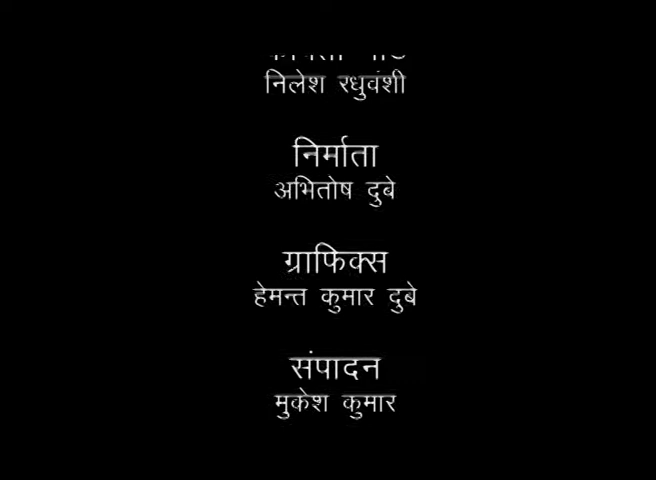 निलेश रघुवंशी
निर्माता
अभितोष दुबे
ग्राफिक्स
हेमन्त कुमार दुबे
संपादन
मुकेश कुमार